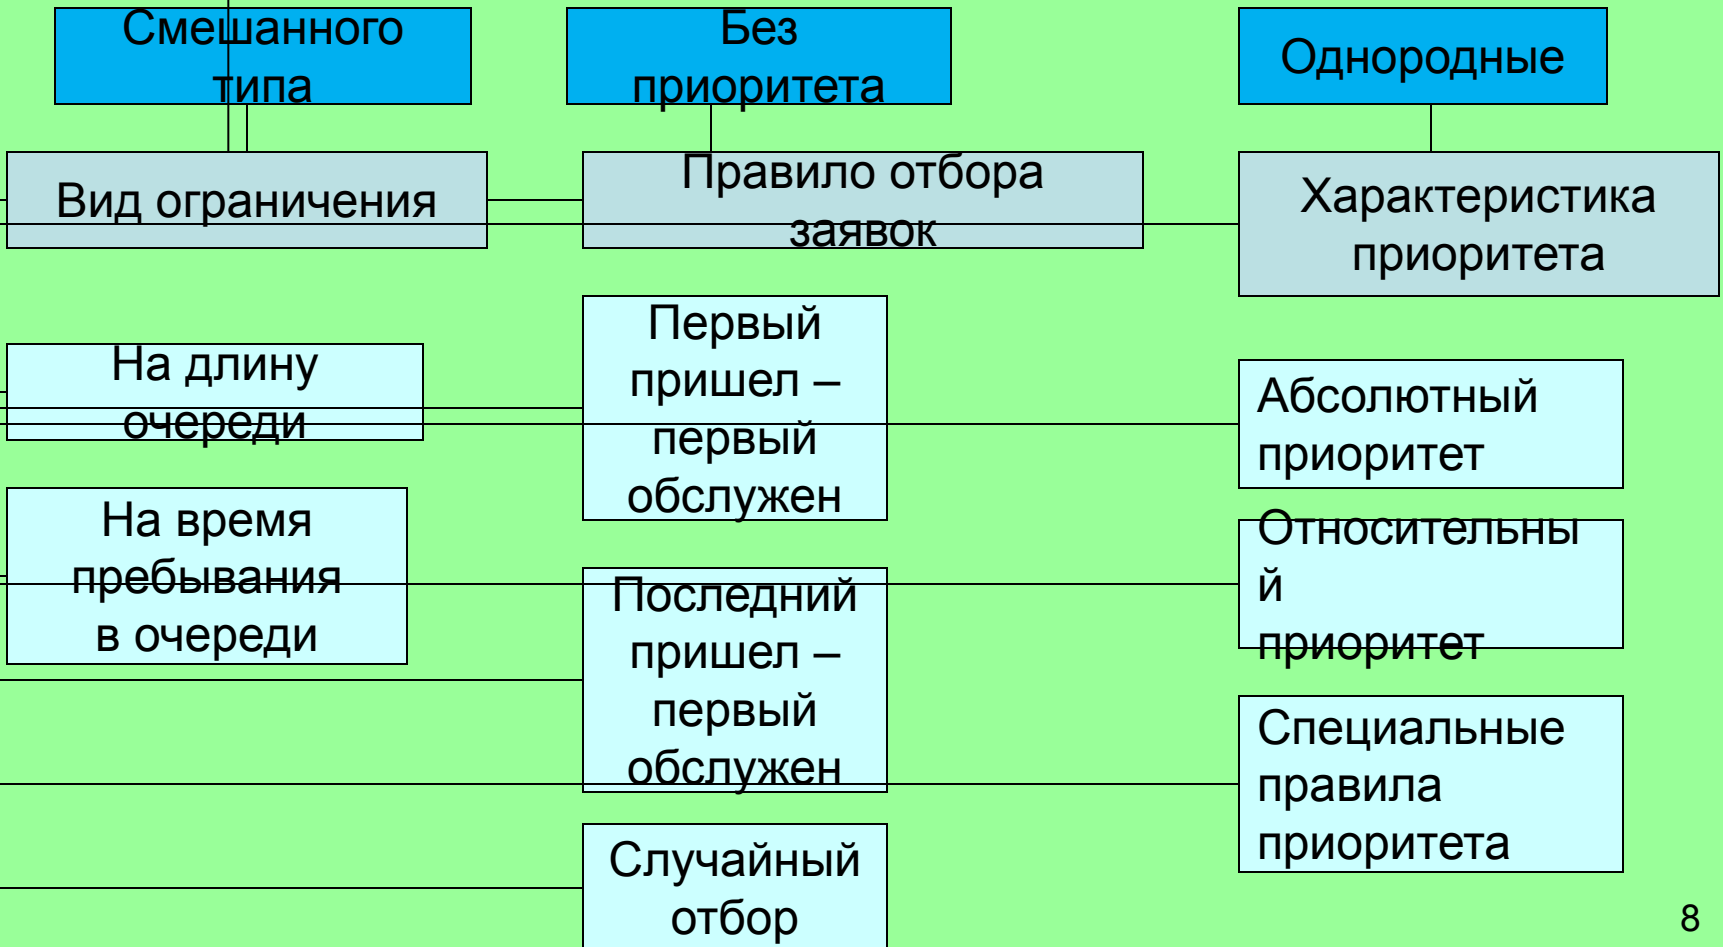 Смешанного
типа
Без
приоритета
Однородные
Вид ограничения
Правило отбора
заявок
Характеристика
приоритета
На длину
очереди
На время
пребывания
в очереди
Первый
пришел –
первый
обслужен
Последний
пришел –
первый
обслужен
Случайный
отбор
Абсолютный
приоритет
Относительны
й
приоритет
Специальные
правила
приоритета
8